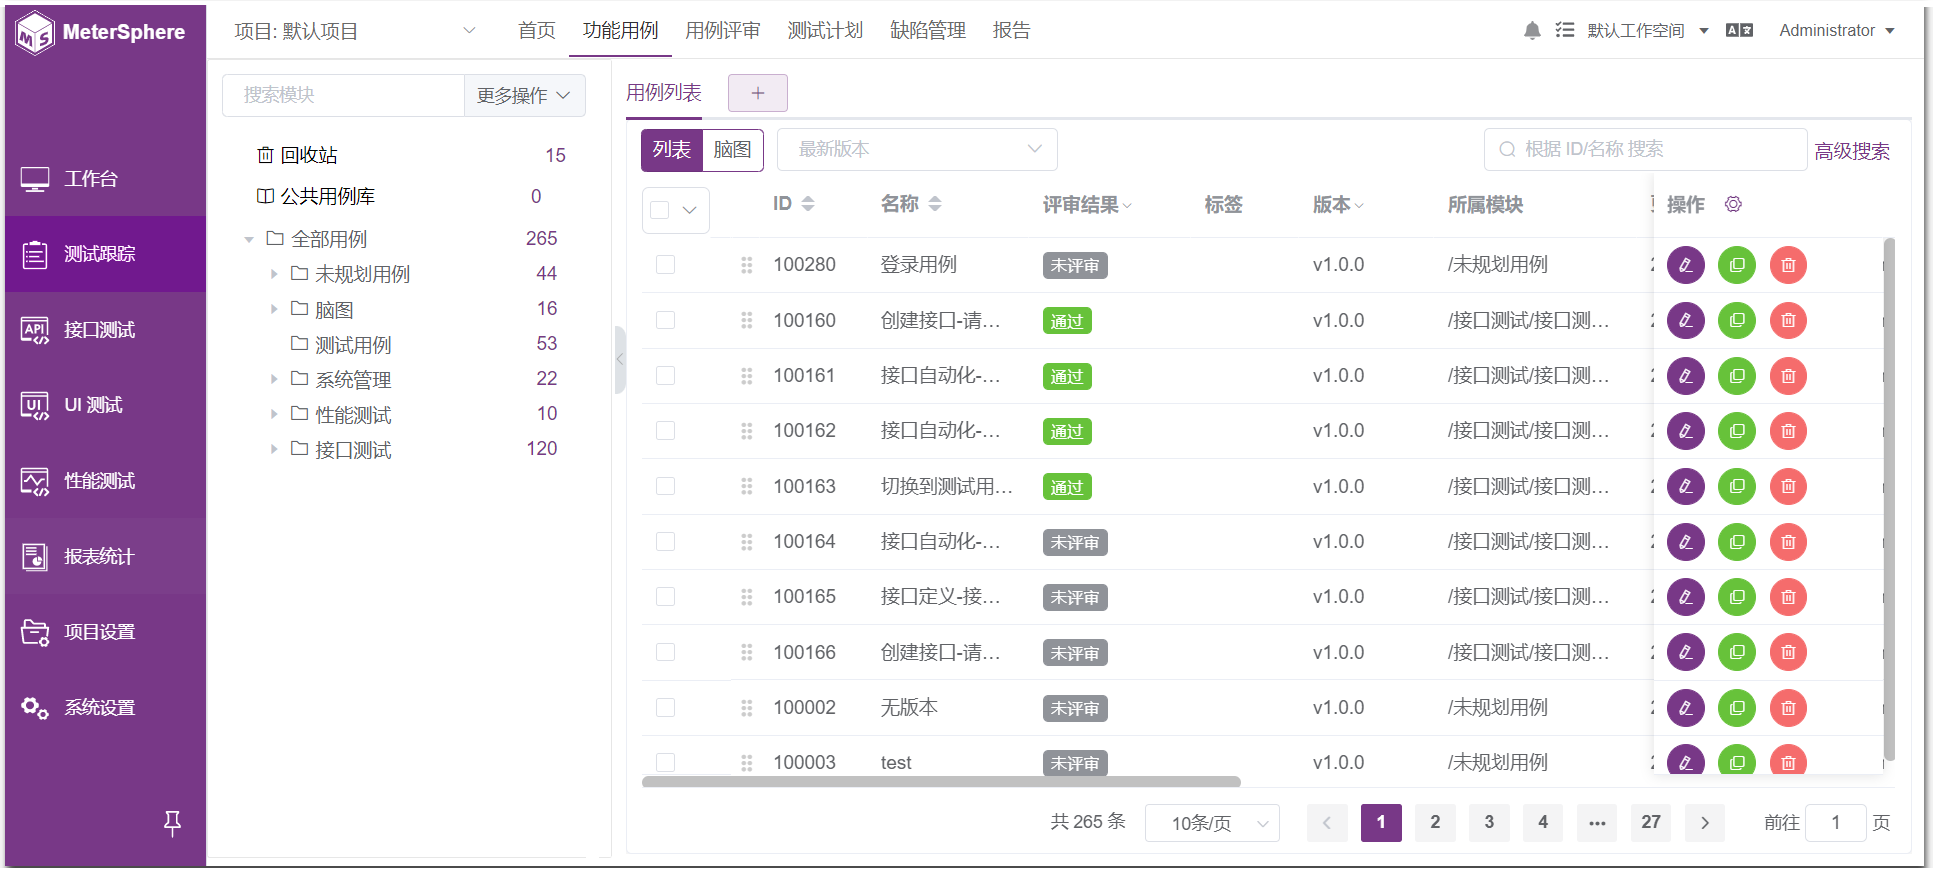 MeterSphere
项目: 默认项目
首页 功能用例 用例评审 测试计划 缺陷管理 报告
默认工作空间
Administrator
工作台
测试跟踪
接口测试
UI 测试
性能测试
报表统计
项目设置
系统设置
搜索模块 更多操作
回收站 15
公共用例库 0
全部用例 265
未规划用例 44
脑图 16
测试用例 53
系统管理 22
性能测试 10
接口测试 120
用例列表 +
列表 脑图 最新版本 根据 ID/名称 搜索 高级搜索
ID 名称 评审结果 标签 版本 所属模块 操作
100280 登录用例 未评审 v1.0.0 /未规划用例
100160 创建接口-请... 通过 v1.0.0 /接口测试/接口测...
100161 接口自动化-... 通过 v1.0.0 /接口测试/接口测...
100162 接口自动化-... 通过 v1.0.0 /接口测试/接口测...
100163 切换到测试用... 通过 v1.0.0 /接口测试/接口测...
100164 接口自动化-... 未评审 v1.0.0 /接口测试/接口测...
100165 接口定义-接... 未评审 v1.0.0 /接口测试/接口测...
100166 创建接口-请... 未评审 v1.0.0 /接口测试/接口测...
100002 无版本 未评审 v1.0.0 /未规划用例
100003 test 未评审 v1.0.0 /未规划用例
共 265 条 10条/页 1 2 3 4 ... 27 前往 1 页